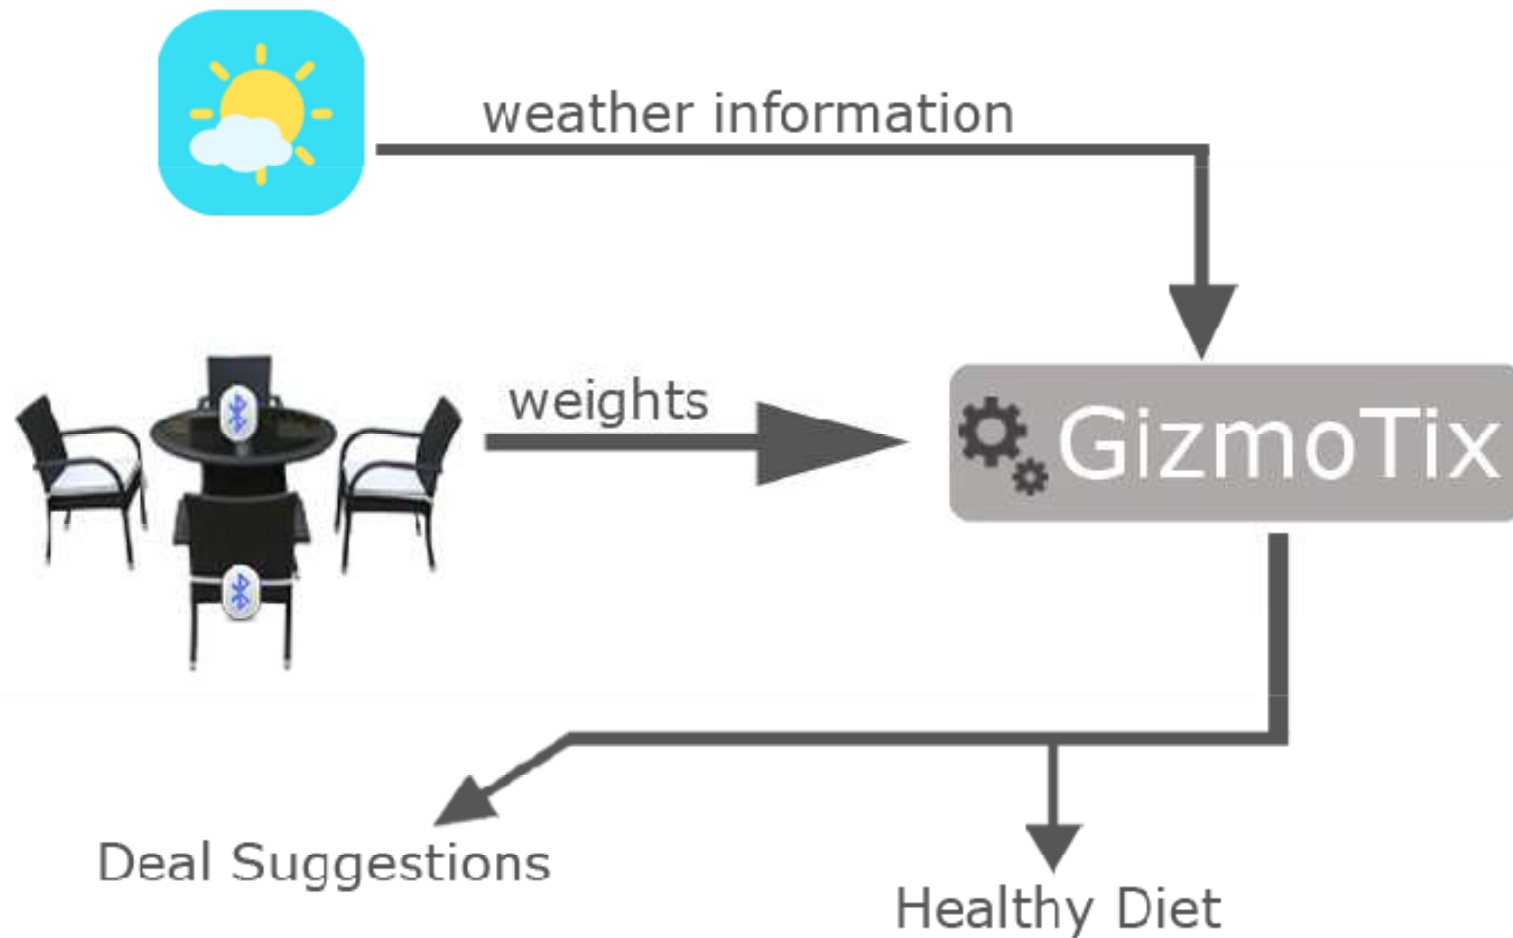 weather information
weights
GizmoTix
Deal Suggestions
Healthy Diet